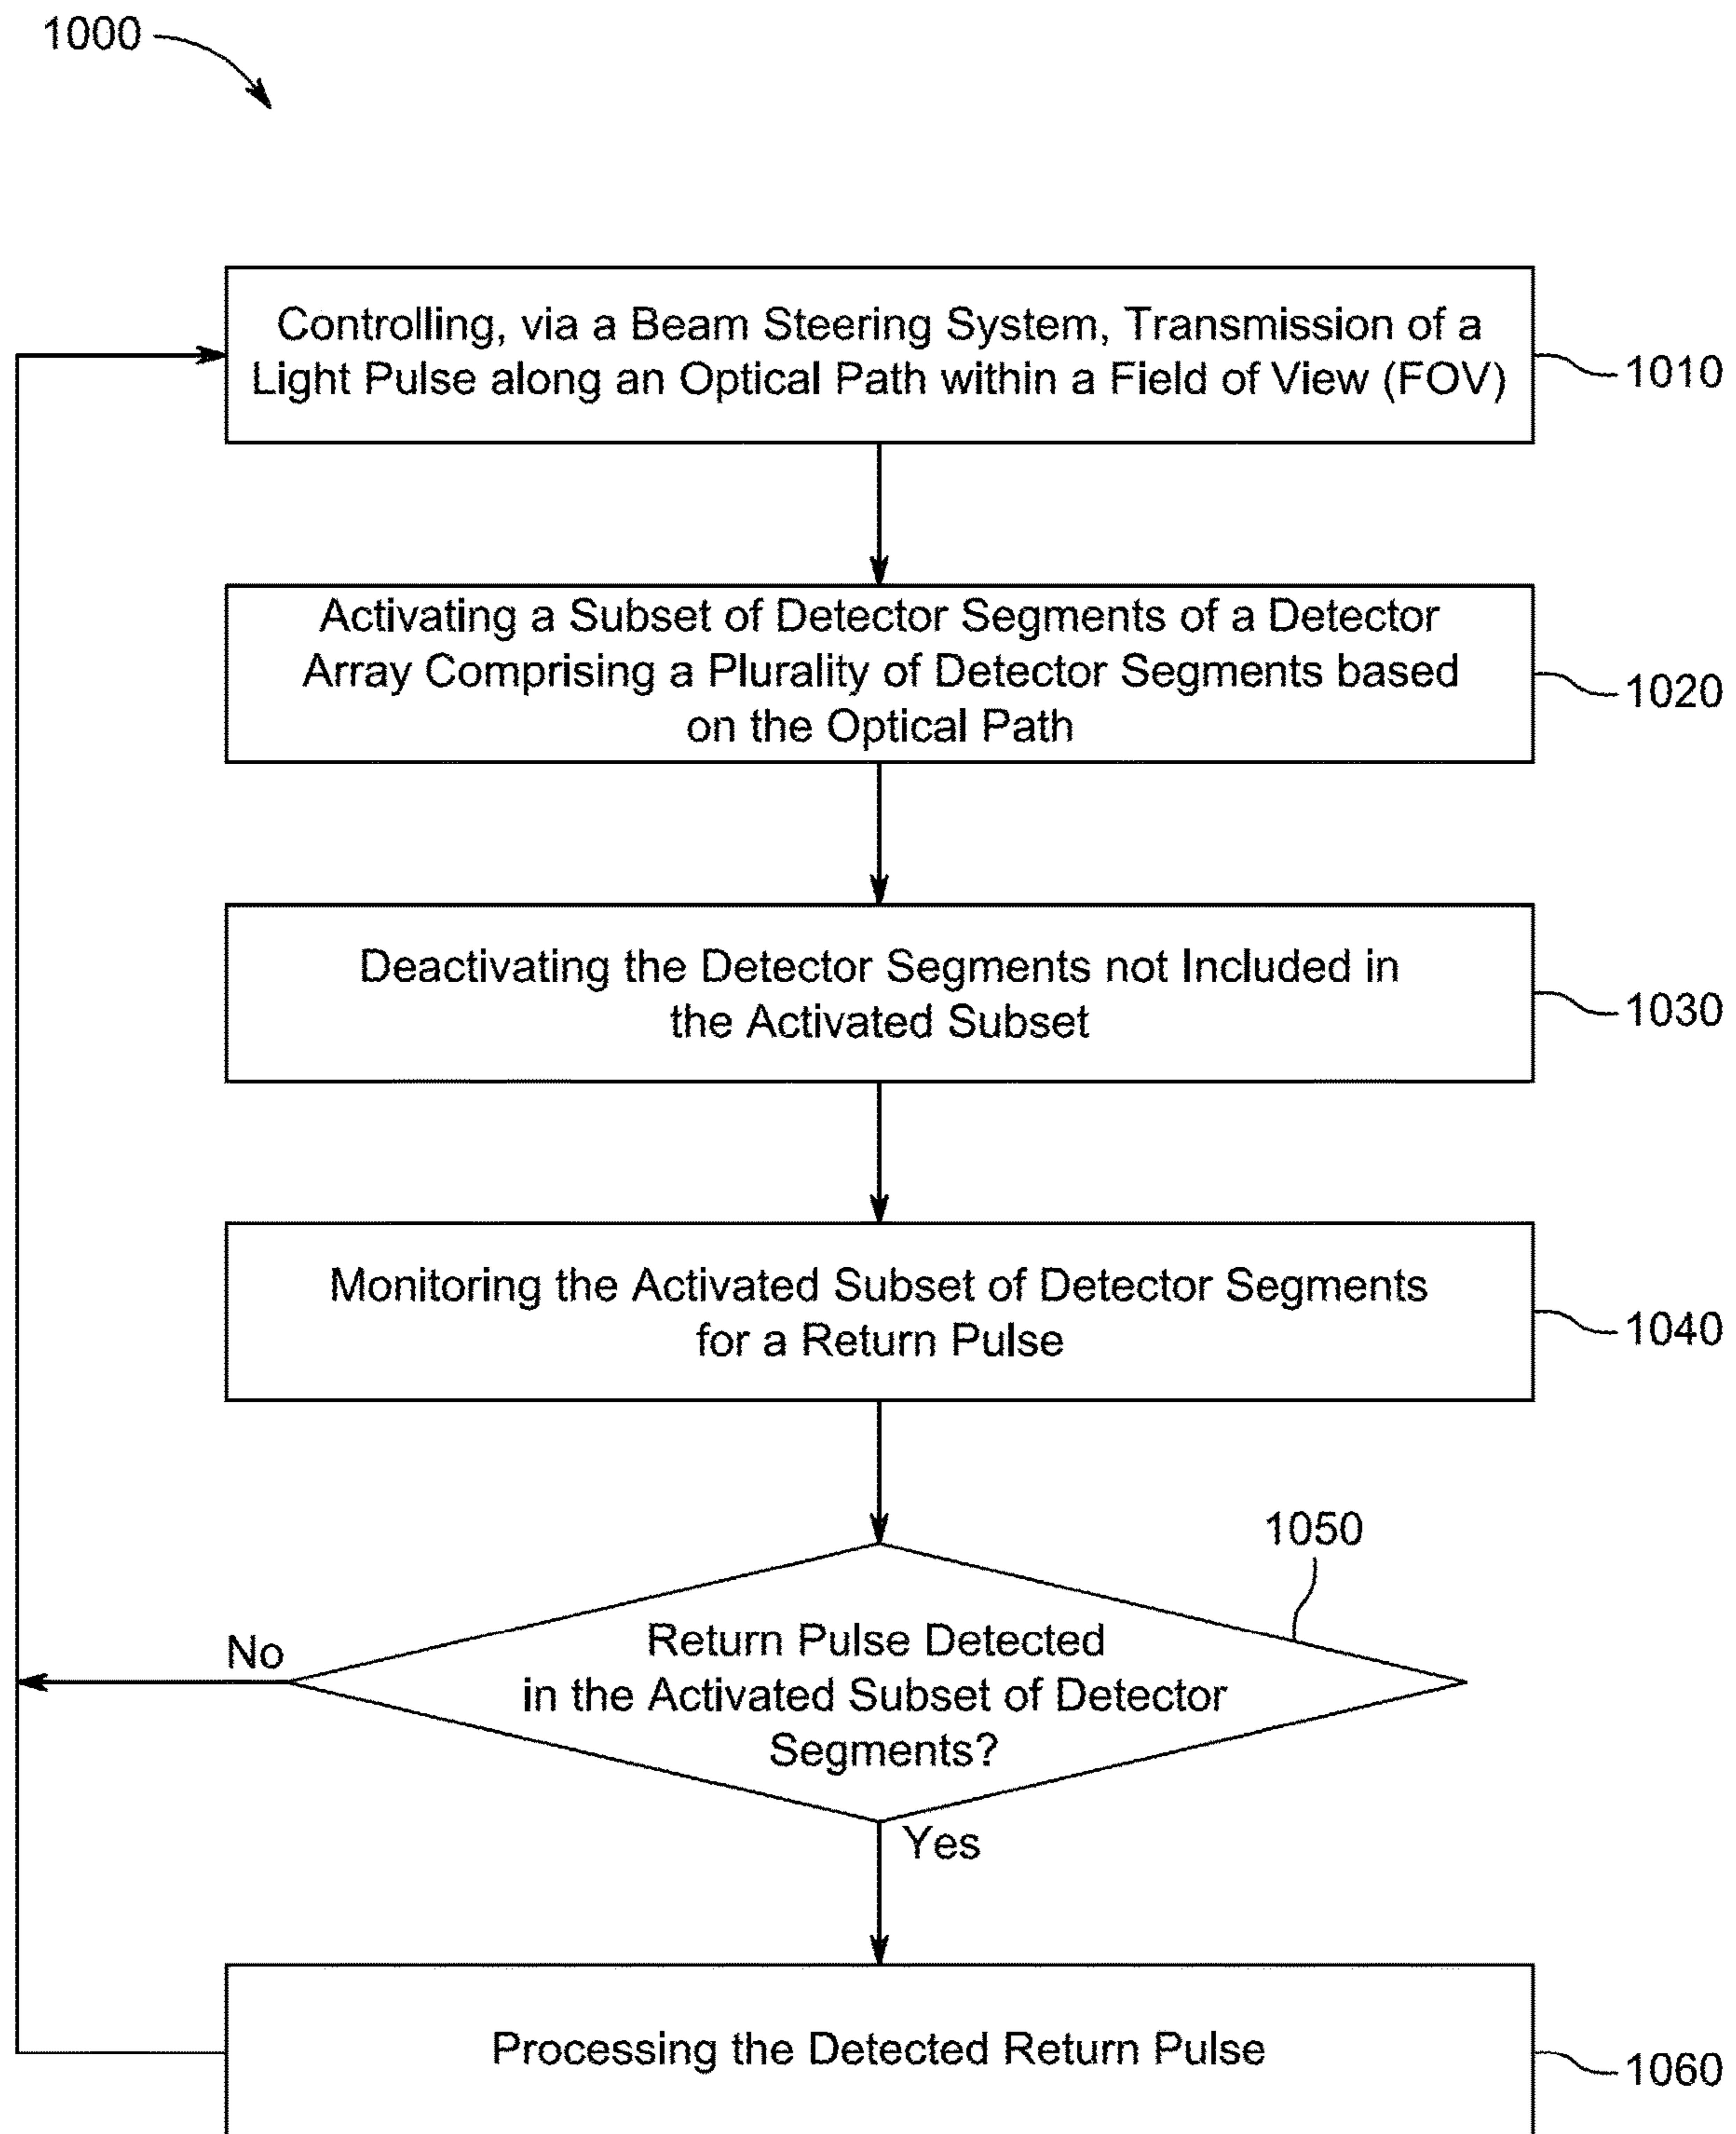 1000
Controlling, via a Beam Steering System, Transmission of a
Light Pulse along an Optical Path within a Field of View (FOV)
1010
Activating a Subset of Detector Segments of a Detector
Array Comprising a Plurality of Detector Segments based
on the Optical Path
1020
Deactivating the Detector Segments not Included in
the Activated Subset
1030
Monitoring the Activated Subset of Detector Segments
for a Return Pulse
1040
1050
Return Pulse Detected
in the Activated Subset of Detector
Segments?
No
Yes
Processing the Detected Return Pulse
1060